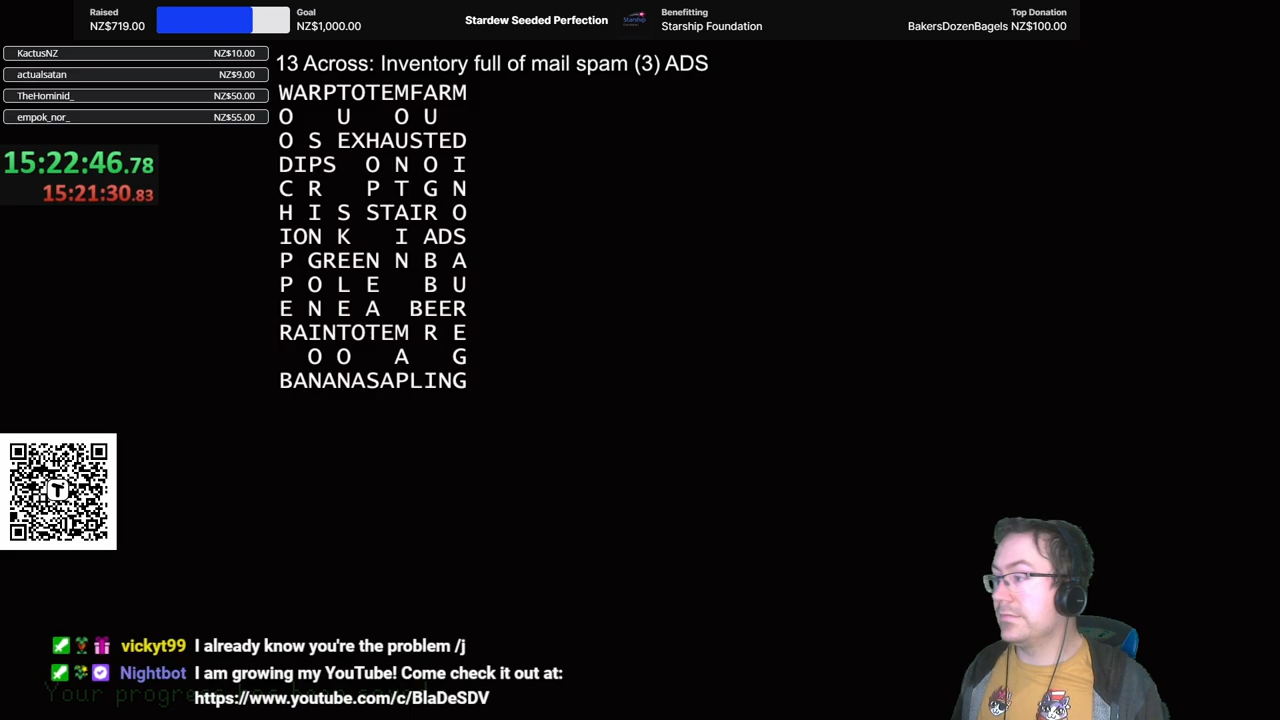 Raised
NZ$719.00
Goal
NZ$1,000.00
Stardew Seeded Perfection
Starship
Benefitting
Starship Foundation
Top Donation
BakersDozenBagels NZ$100.00
KactusNZ NZ$10.00
actualsatan NZ$9.00
TheHominid_ NZ$50.00
empok_nor_ NZ$55.00
15:22:46.78
15:21:30.83
13 Across: Inventory full of mail spam (3) ADS
WARPTOTEMFARM
O U O U
O S EXHAUSTED
DIPS O N O I
C R P T G N
H I S STAIR O
ION K I ADS
P GREEN N B A
P O L E B U
E N E A BEER
RAINTOTEM R E
O O A G
BANANASAPLING
vickyt99 I already know you're the problem /j
Nightbot I am growing my YouTube! Come check it out at:
https://www.youtube.com/c/BlaDeSDV
Your progre